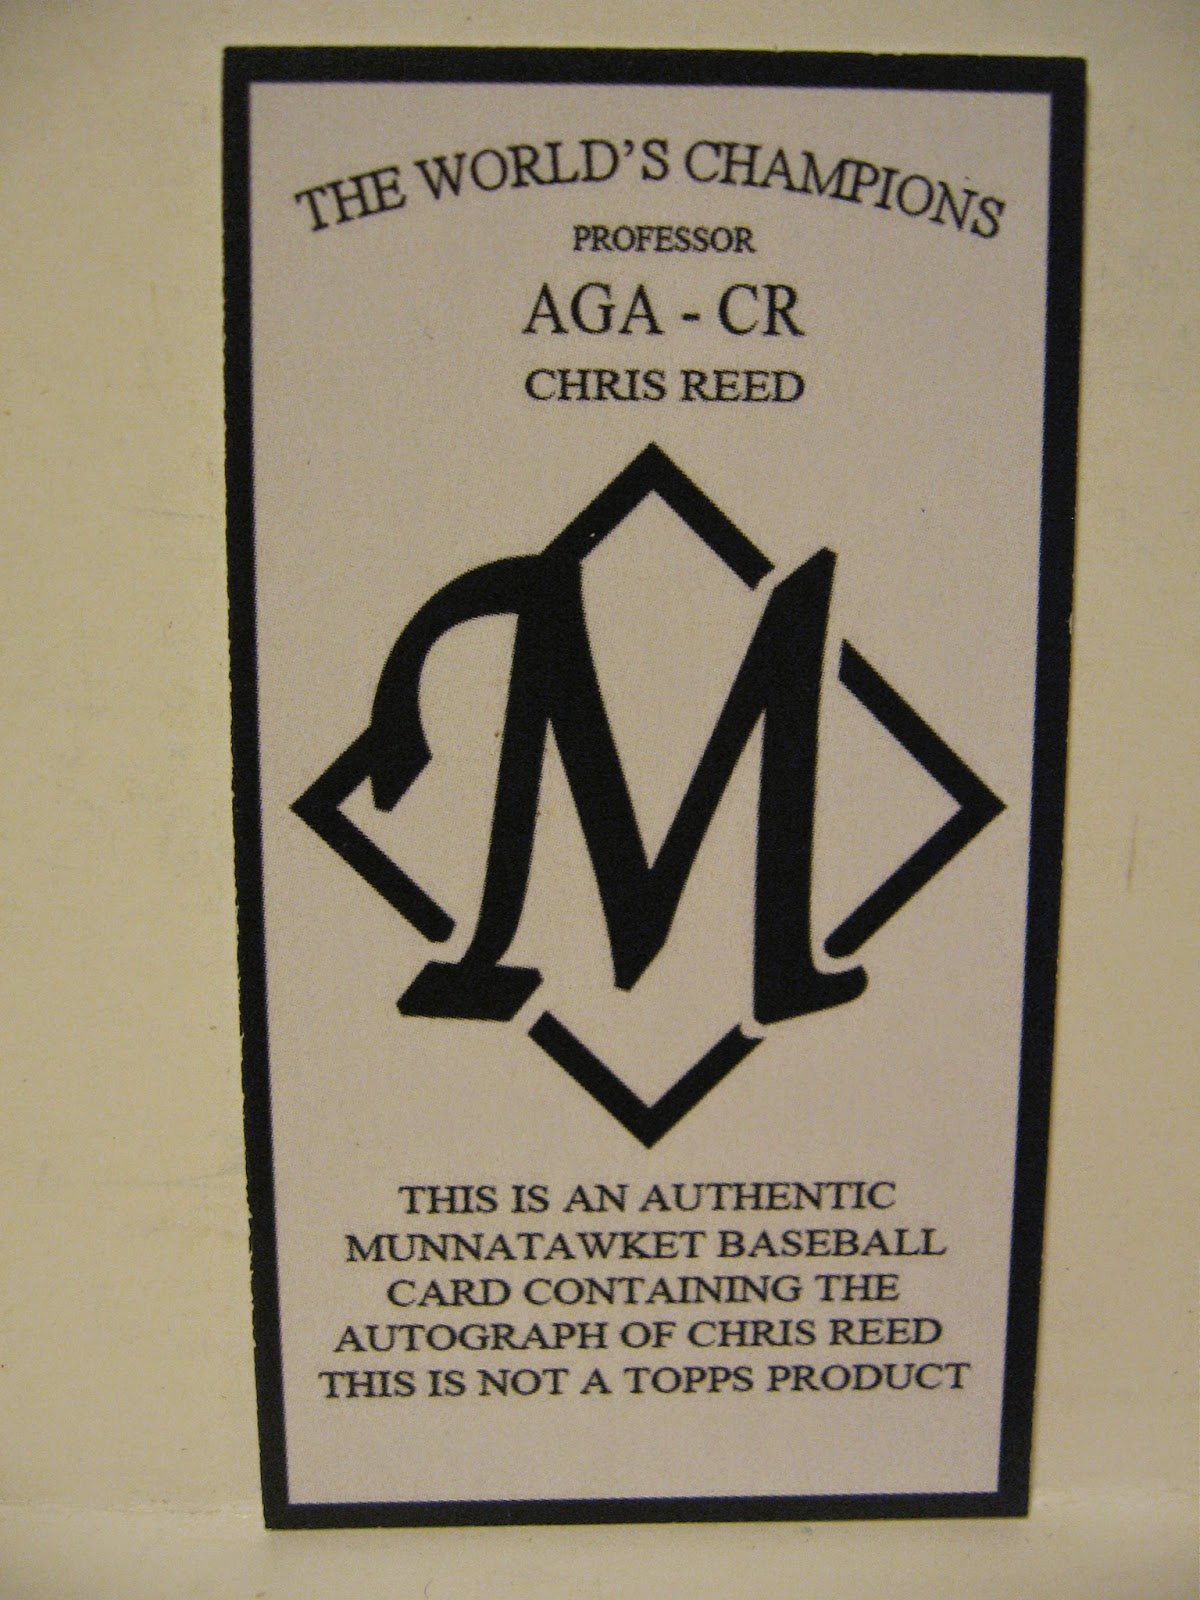 THE WORLD'S CHAMPIONS
PROFESSOR
AGA - CR
CHRIS REED
M
THIS IS AN AUTHENTIC
MUNNATAWKET BASEBALL
CARD CONTAINING THE
AUTOGRAPH OF CHRIS REED
THIS IS NOT A TOPPS PRODUCT